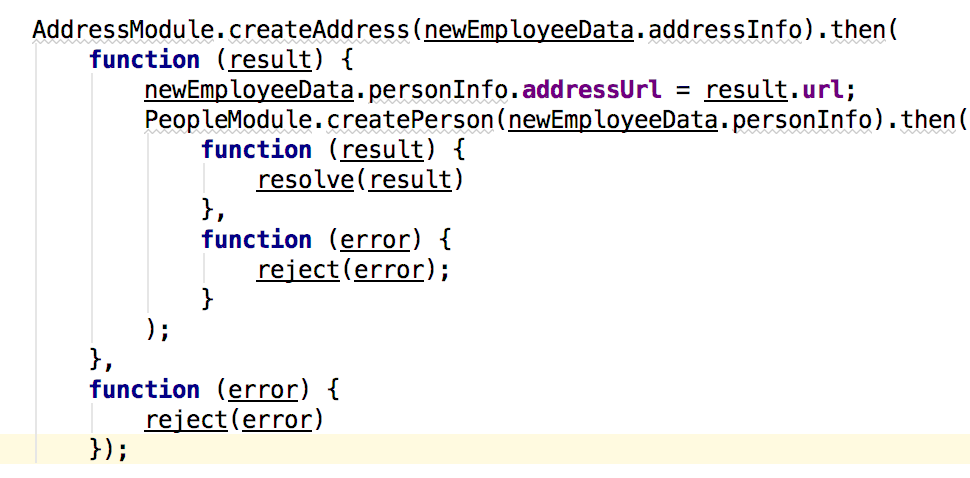 AddressModule.createAddress(newEmployeeData.addressInfo).then(
    function (result) {
        newEmployeeData.personInfo.addressUrl = result.url;
        PeopleModule.createPerson(newEmployeeData.personInfo).then(
            function (result) {
                resolve(result)
            },
            function (error) {
                reject(error);
            }
        );
    },
    function (error) {
        reject(error)
    });